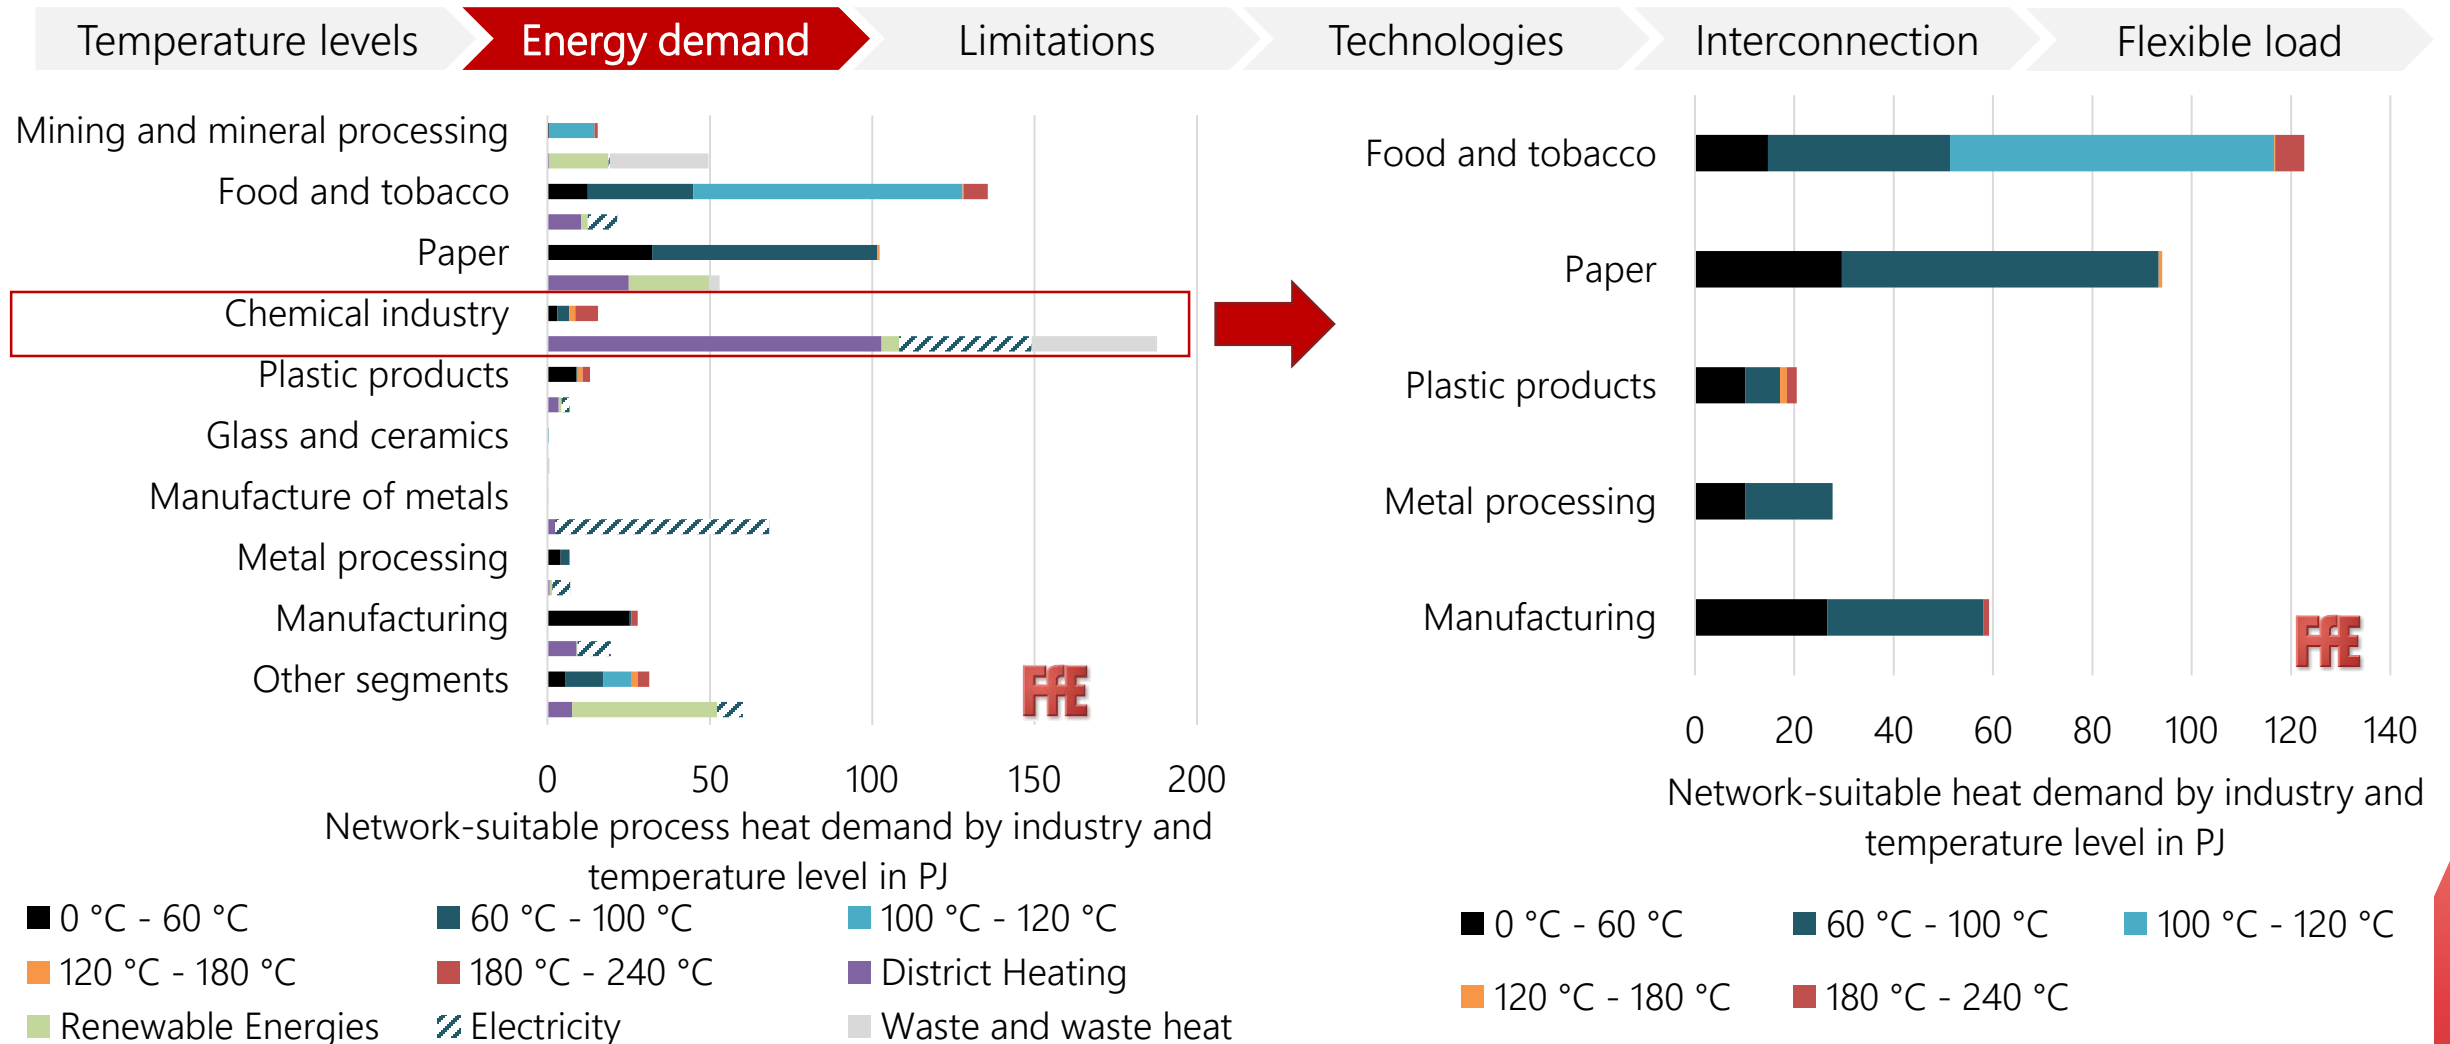 Temperature levels
Energy demand
Limitations
Technologies
Interconnection
Flexible load
Mining and mineral processing
Food and tobacco
Paper
Chemical industry
Plastic products
Glass and ceramics
Manufacture of metals
Metal processing
Manufacturing
Other segments
FfE
0 50 100 150 200
Network-suitable process heat demand by industry and
temperature level in PJ
0 °C - 60 °C
60 °C - 100 °C
100 °C - 120 °C
120 °C - 180 °C
180 °C - 240 °C
District Heating
Renewable Energies
Electricity
Waste and waste heat
Food and tobacco
Paper
Plastic products
Metal processing
Manufacturing
FfE
0 20 40 60 80 100 120 140
Network-suitable heat demand by industry and
temperature level in PJ
0 °C - 60 °C
60 °C - 100 °C
100 °C - 120 °C
120 °C - 180 °C
180 °C - 240 °C